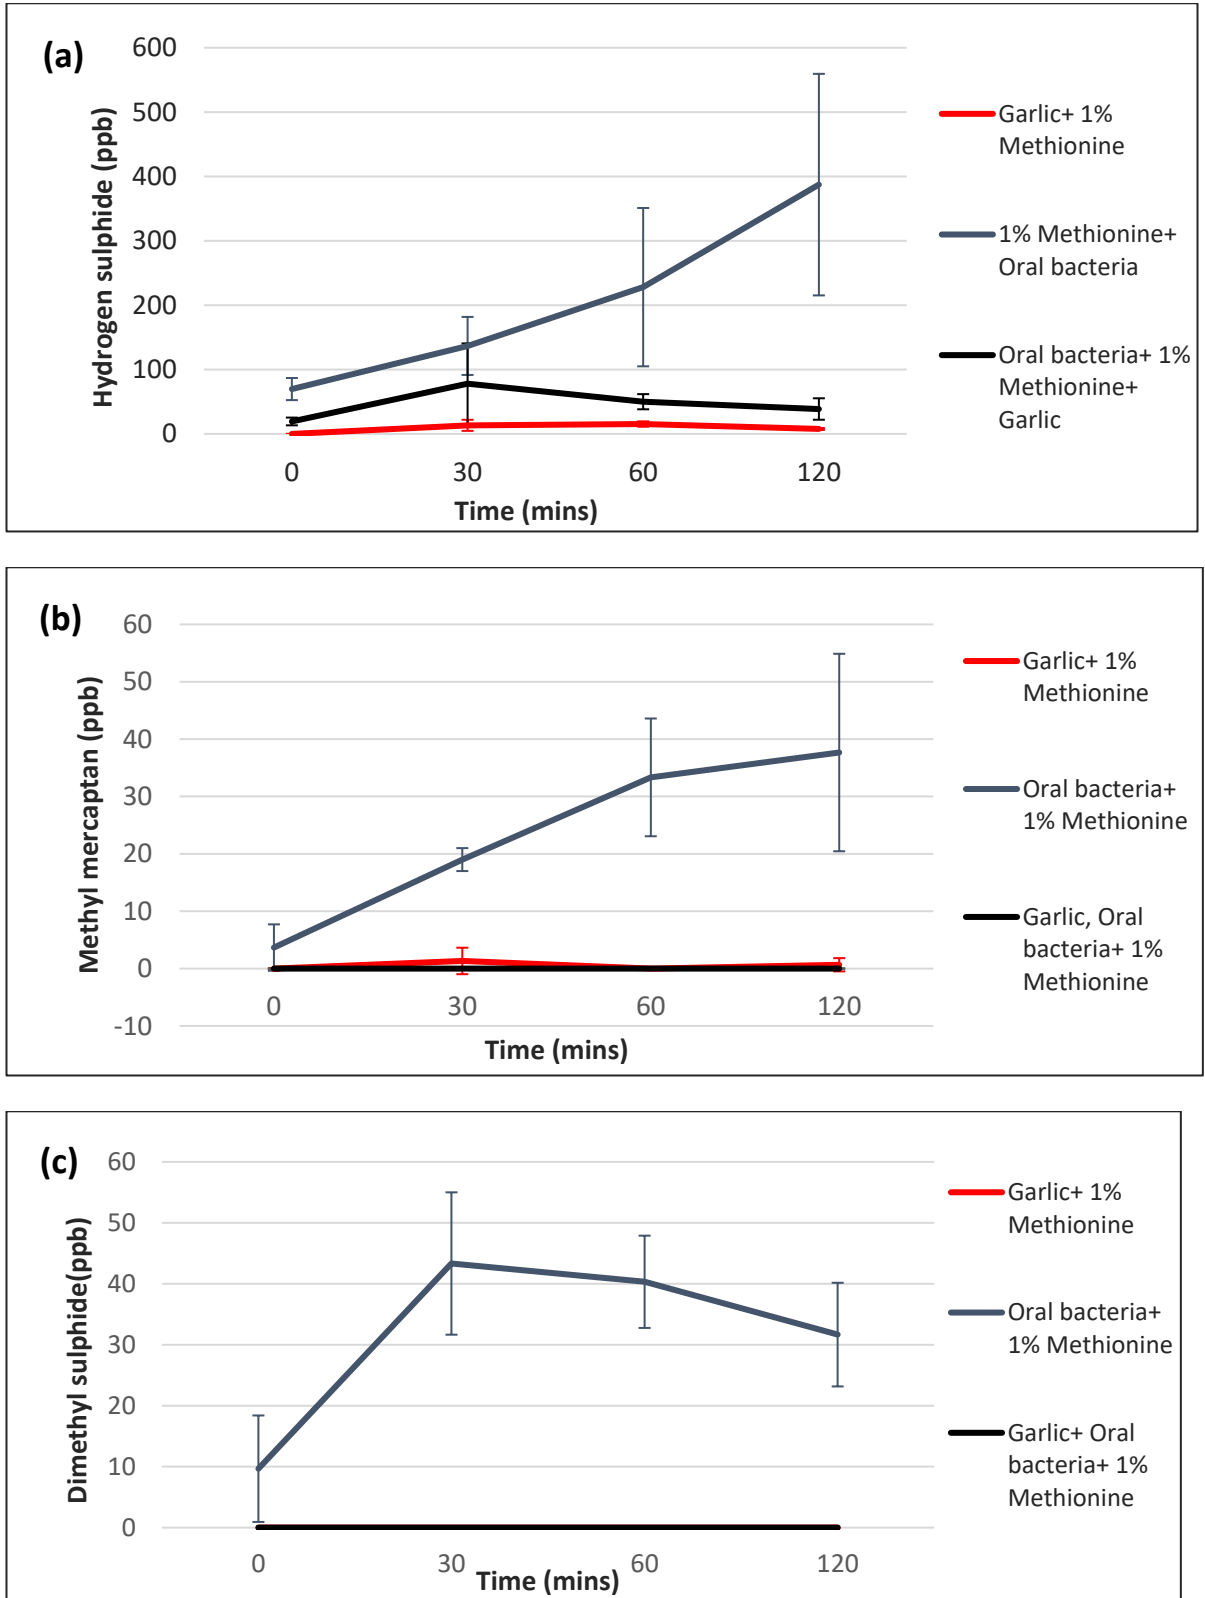 (a)
Hydrogen sulphide (ppb)
600
500
400
300
200
100
0
0 30 60 120
Time (mins)
Garlic+ 1%
Methionine
1% Methionine+
Oral bacteria
Oral bacteria+ 1%
Methionine+
Garlic
(b)
Methyl mercaptan (ppb)
60
50
40
30
20
10
0
-10
0 30 60 120
Time (mins)
Garlic+ 1%
Methionine
Oral bacteria+
1% Methionine
Garlic, Oral
bacteria+ 1%
Methionine
(c)
Dimethyl sulphide(ppb)
60
50
40
30
20
10
0
0 30 60 120
Time (mins)
Garlic+ 1%
Methionine
Oral bacteria+
1% Methionine
Garlic+ Oral
bacteria+ 1%
Methionine